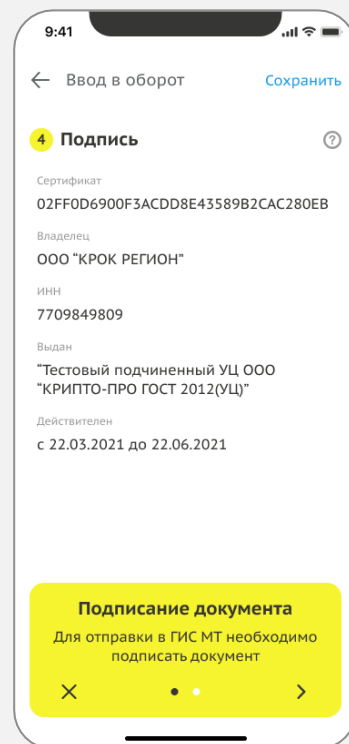 9:41
Ввод в оборот
Сохранить
4 Подпись
?
Сертификат
02FF0D6900F3ACDD8E43589B2CAC280EB
Владелец
ООО “КРОК РЕГИОН”
ИНН
7709849809
Выдан
“Тестовый подчиненный УЦ ООО
“КРИПТО-ПРО ГОСТ 2012(УЦ)”
Действителен
с 22.03.2021 до 22.06.2021
Подписание документа
Для отправки в ГИС МТ необходимо
подписать документ